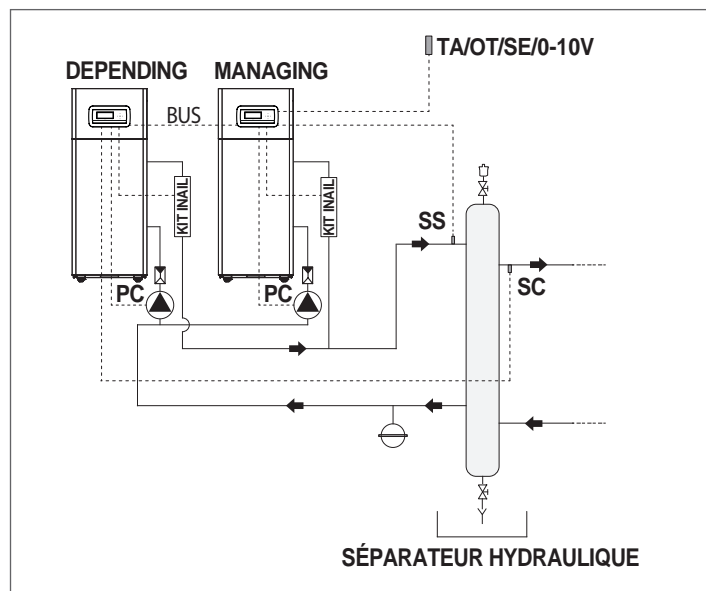 TA/OT/SE/0-10V
DEPENDING
MANAGING
BUS
KIT INAIL
KIT INAIL
SS
SC
PC
PC
SÉPARATEUR HYDRAULIQUE